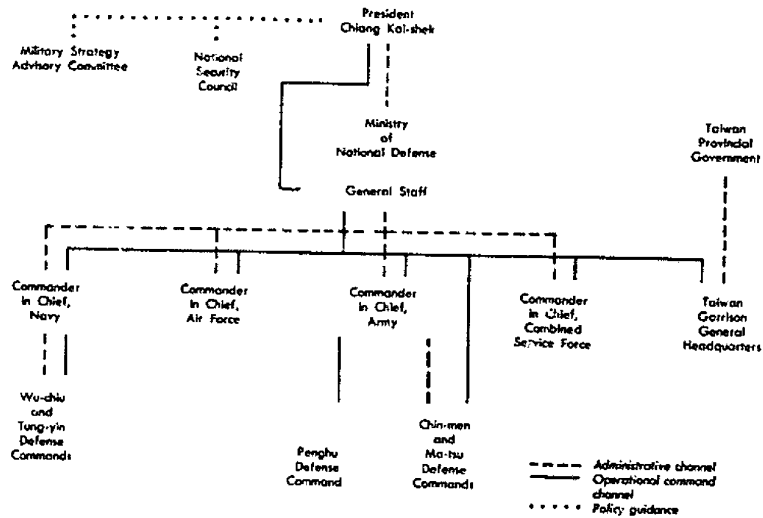 President
Chiang Kai-shek
Military Strategy
Advisory Committee
National
Security
Council
Ministry
of
National Defense
Taiwan
Provincial
Government
General Staff
Commander
in Chief,
Navy
Commander
in Chief,
Air Force
Commander
in Chief,
Army
Commander
in Chief,
Combined
Service Force
Taiwan
Garrison
General
Headquarters
Wu-chiu
and
Tung-yin
Defense
Commands
Penghu
Defense
Command
Chin-men
and
Ma-tsu
Defense
Commands
Administrative channel
Operational command
channel
Policy guidance